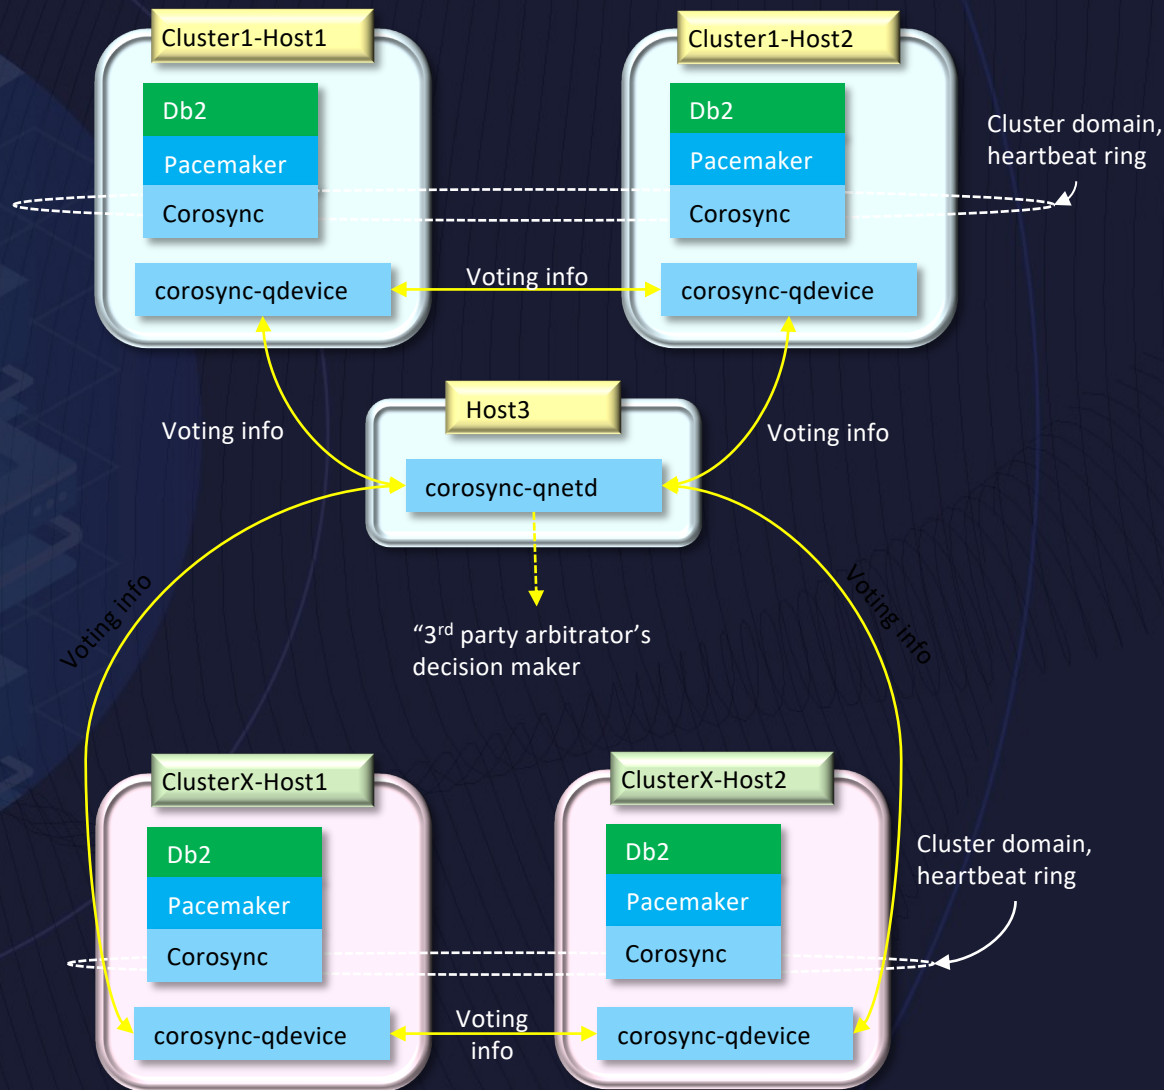 Cluster1-Host1
Cluster1-Host2
Db2
Pacemaker
Corosync
Db2
Pacemaker
Corosync
Cluster domain,
heartbeat ring
corosync-qdevice
Voting info
corosync-qdevice
Host3
Voting info
Voting info
corosync-qnetd
Voting info
Voting info
“3rd party arbitrator’s
decision maker
ClusterX-Host1
ClusterX-Host2
Db2
Pacemaker
Corosync
Db2
Pacemaker
Corosync
Cluster domain,
heartbeat ring
corosync-qdevice
Voting
info
corosync-qdevice